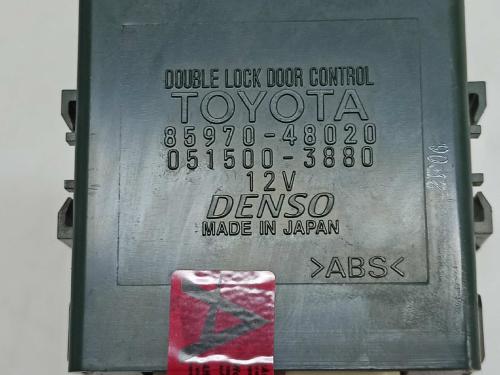 DOUBLE LOCK DOOR CONTROL
TOYOTA
85970-48020
051500-3880
12V
DENSO
MADE IN JAPAN
>ABS<